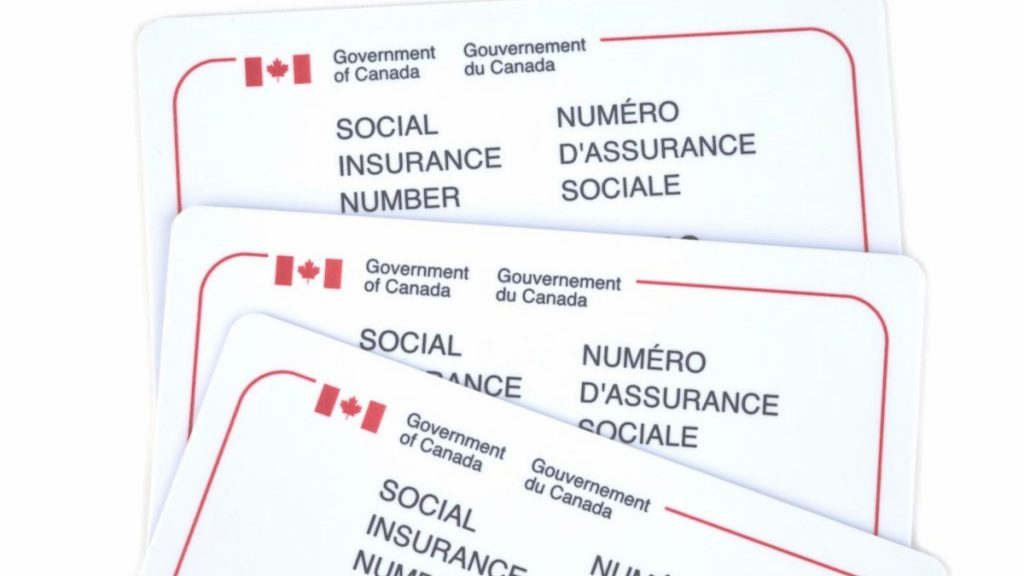 Government
of Canada
Gouvernement
du Canada
SOCIAL
INSURANCE
NUMBER
NUMÉRO
D'ASSURANCE
SOCIALE
Government
of Canada
Gouvernement
du Canada
SOCIAL
ANCE
NUMÉRO
D'ASSURANCE
SOCIALE
Government
of Canada
Gouvernement
du Canada
SOCIAL
INSURANCE